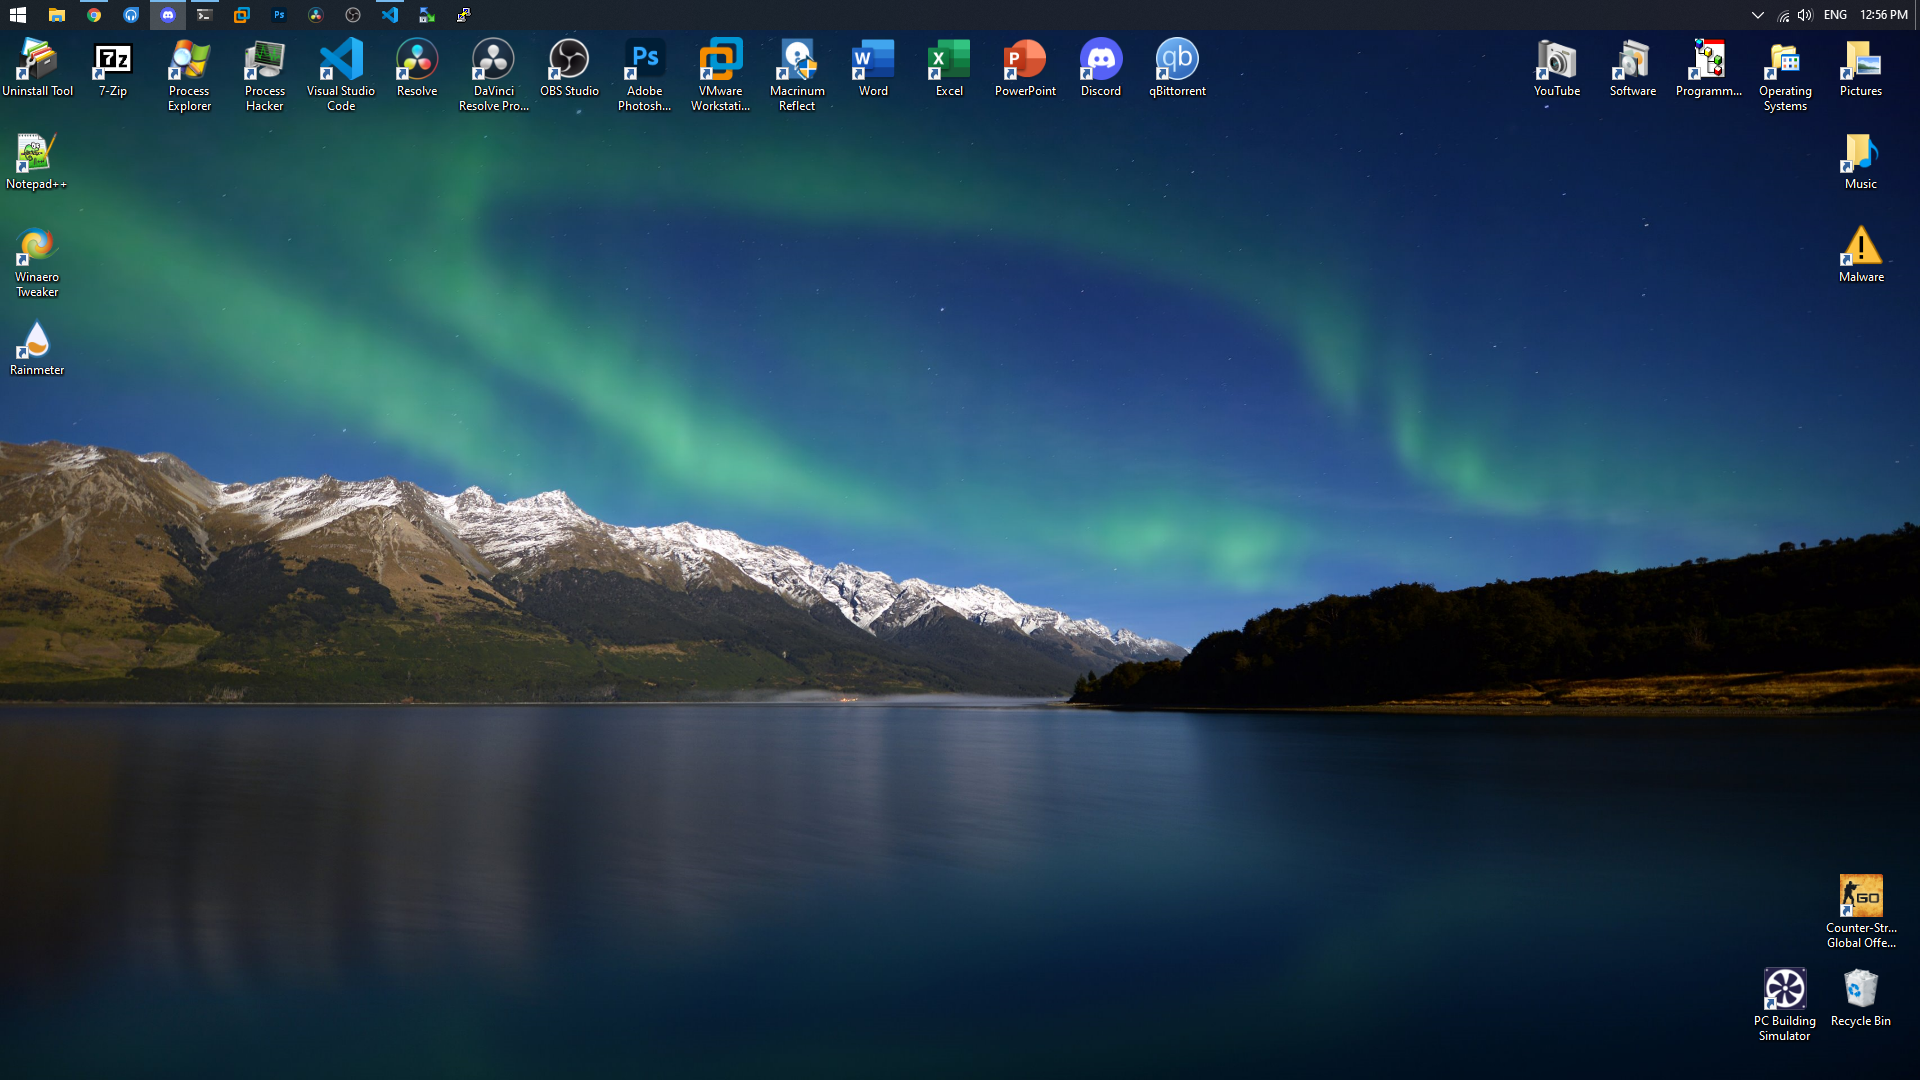 ENG 12:56 PM
Uninstall Tool
7-Zip
Process
Explorer
Process
Hacker
Visual Studio
Code
Resolve
DaVinci
Resolve Pro...
OBS Studio
Adobe
Photosh...
VMware
Workstati...
Macrinum
Reflect
Word
Excel
PowerPoint
Discord
qBittorrent
YouTube
Software
Programm...
Operating
Systems
Pictures
Notepad++
Music
Winaero
Tweaker
Malware
Rainmeter
Counter-Str...
Global Offe...
PC Building
Simulator
Recycle Bin